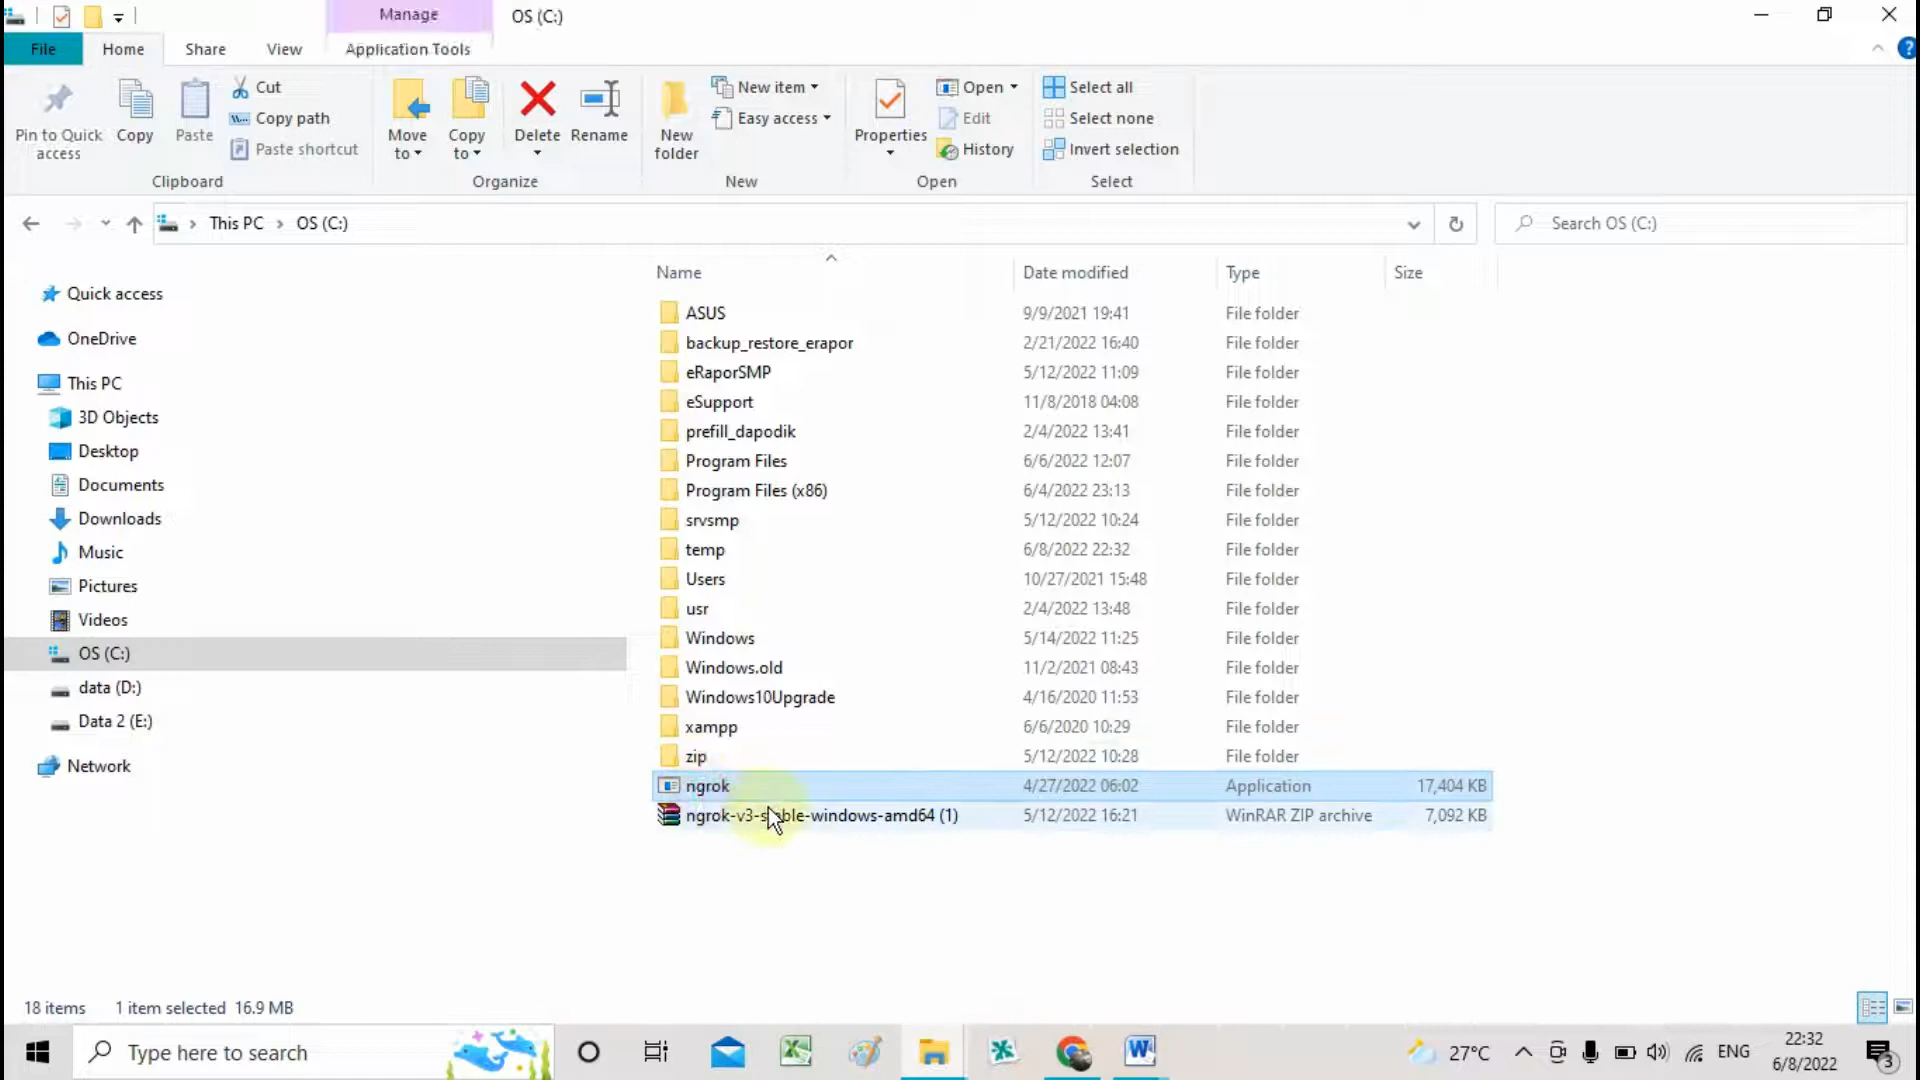 Manage
OS (C:)
File
Home
Share
View
Application Tools
Pin to Quick access
Copy
Paste
Cut
Copy path
Paste shortcut
Clipboard
Move to
Copy to
Delete
Rename
Organize
New folder
New item
Easy access
New
Properties
Open
Edit
History
Open
Select all
Select none
Invert selection
Select
This PC > OS (C:)
Search OS (C:)
Quick access
OneDrive
This PC
3D Objects
Desktop
Documents
Downloads
Music
Pictures
Videos
OS (C:)
data (D:)
Data 2 (E:)
Network
Name Date modified Type Size
ASUS 9/9/2021 19:41 File folder
backup_restore_erapor 2/21/2022 16:40 File folder
eRaporSMP 5/12/2022 11:09 File folder
eSupport 11/8/2018 04:08 File folder
prefill_dapodik 2/4/2022 13:41 File folder
Program Files 6/6/2022 12:07 File folder
Program Files (x86) 6/4/2022 23:13 File folder
srvsmp 5/12/2022 10:24 File folder
temp 6/8/2022 22:32 File folder
Users 10/27/2021 15:48 File folder
usr 2/4/2022 13:48 File folder
Windows 5/14/2022 11:25 File folder
Windows.old 11/2/2021 08:43 File folder
Windows10Upgrade 4/16/2020 11:53 File folder
xampp 6/6/2020 10:29 File folder
zip 5/12/2022 10:28 File folder
ngrok 4/27/2022 06:02 Application 17,404 KB
ngrok-v3-stable-windows-amd64 (1) 5/12/2022 16:21 WinRAR ZIP archive 7,092 KB
18 items 1 item selected 16.9 MB
Type here to search
27°C
ENG
22:32
6/8/2022
3